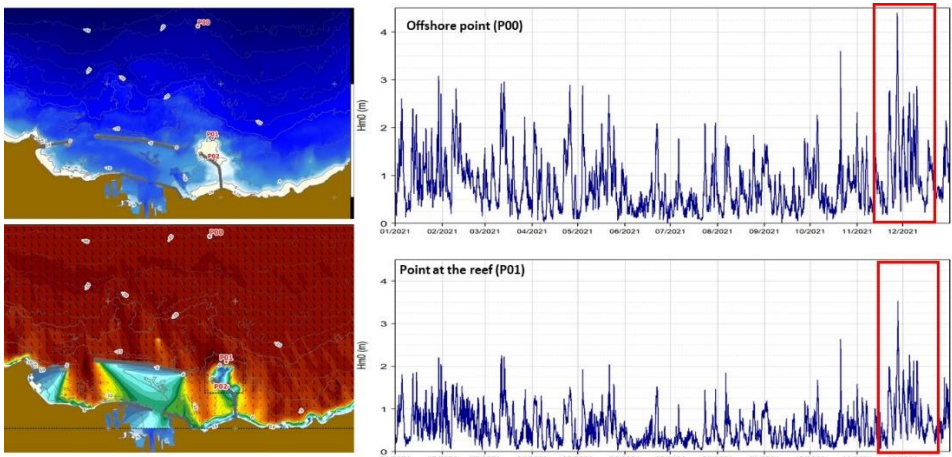 P00
P01
P02
Offshore point (P00)
Hm0 (m)
4
3
2
1
0
01/2021 02/2021 03/2021 04/2021 05/2021 06/2021 07/2021 08/2021 09/2021 10/2021 11/2021 12/2021
P00
P01
P02
Point at the reef (P01)
Hm0 (m)
4
3
2
1
0